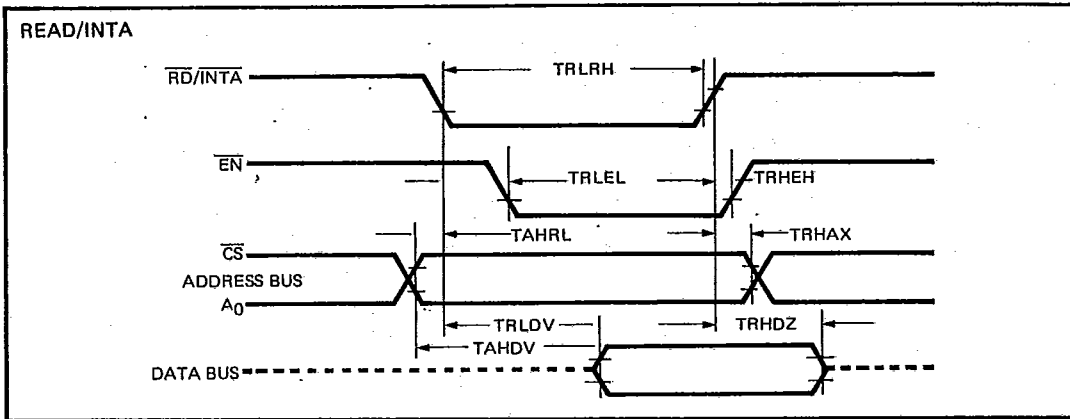 READ/INTA
RD/INTA
TRLRH
EN
TRLEL
TRHEH
TAHRL
TRHAX
CS
ADDRESS BUS
A0
TRLDV
TRHDZ
TAHDV
DATA BUS